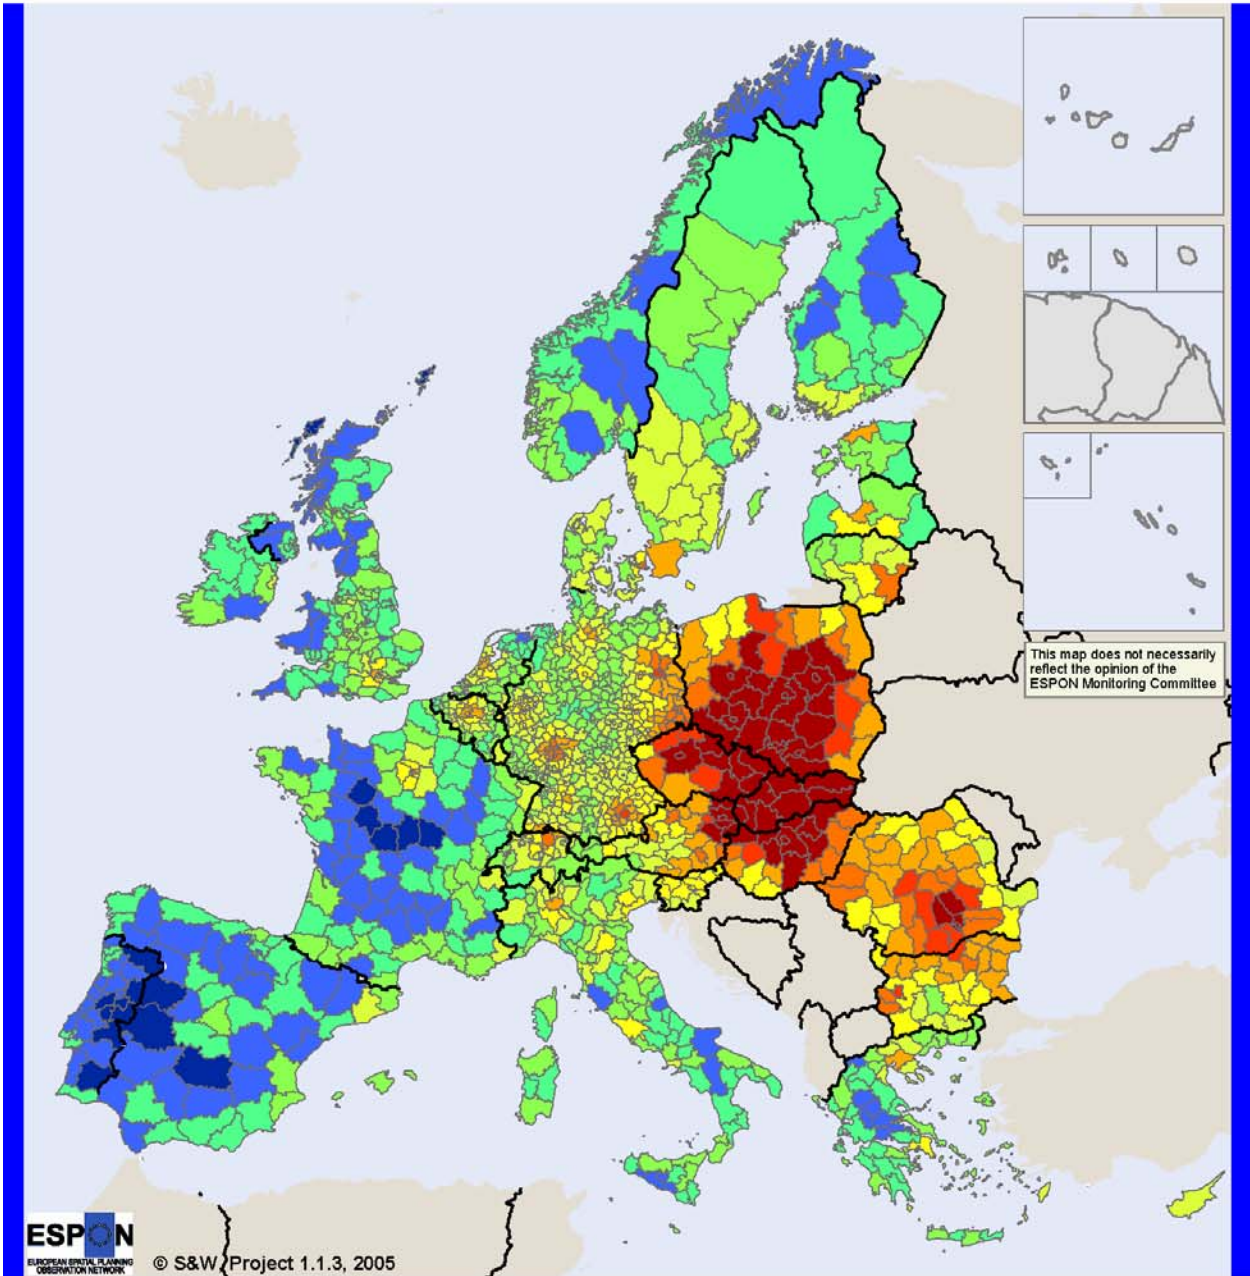 This map does not necessarily
reflect the opinion of the
ESPON Monitoring Committee
ESPON
EUROPEAN SPATIAL PLANNING
OBSERVATION NETWORK
© S&W, Project 1.1.3, 2005